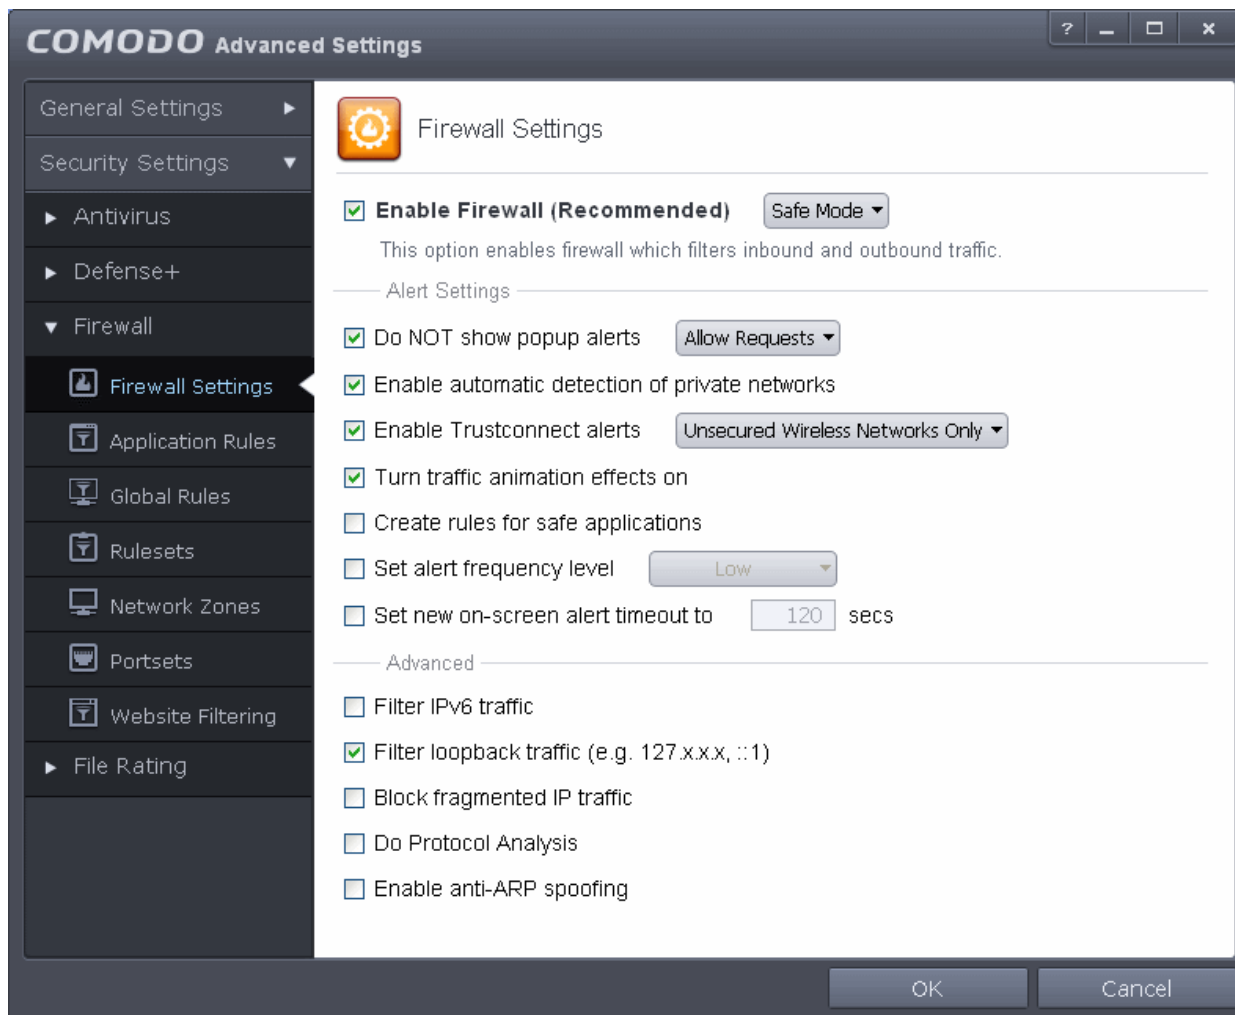 COMODO Advanced Settings
?
General Settings
Security Settings
Antivirus
Defense+
Firewall
Firewall Settings
Application Rules
Global Rules
Rulesets
Network Zones
Portsets
Website Filtering
File Rating
Firewall Settings
Enable Firewall (Recommended) Safe Mode
This option enables firewall which filters inbound and outbound traffic.
Alert Settings
Do NOT show popup alerts Allow Requests
Enable automatic detection of private networks
Enable Trustconnect alerts Unsecured Wireless Networks Only
Turn traffic animation effects on
Create rules for safe applications
Set alert frequency level Low
Set new on-screen alert timeout to 120 secs
Advanced
Filter IPv6 traffic
Filter loopback traffic (e.g. 127.x.x.x, ::1)
Block fragmented IP traffic
Do Protocol Analysis
Enable anti-ARP spoofing
OK Cancel